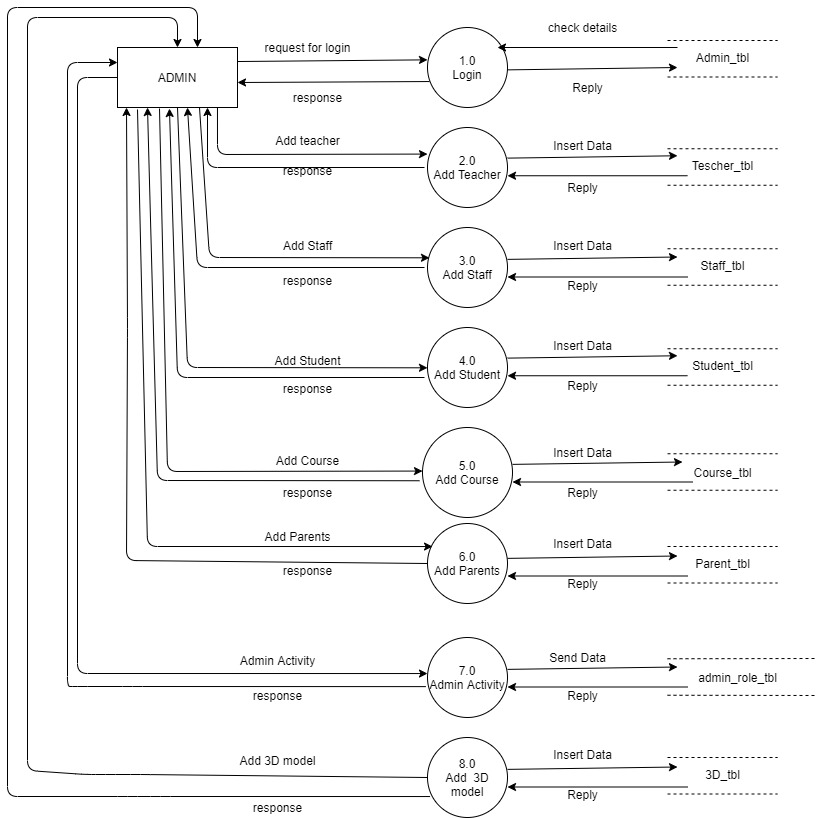 check details
request for login
1.0
Login
Admin_tbl
ADMIN
response
Reply
Add teacher
Insert Data
2.0
Add Teacher
Tescher_tbl
response
Reply
Add Staff
Insert Data
3.0
Add Staff
Staff_tbl
response
Reply
Add Student
Insert Data
4.0
Add Student
Student_tbl
response
Reply
Add Course
Insert Data
5.0
Add Course
Course_tbl
response
Reply
Add Parents
Insert Data
6.0
Add Parents
Parent_tbl
response
Reply
Admin Activity
Send Data
7.0
Admin Activity
admin_role_tbl
response
Reply
Add 3D model
Insert Data
8.0
Add 3D
model
3D_tbl
response
Reply